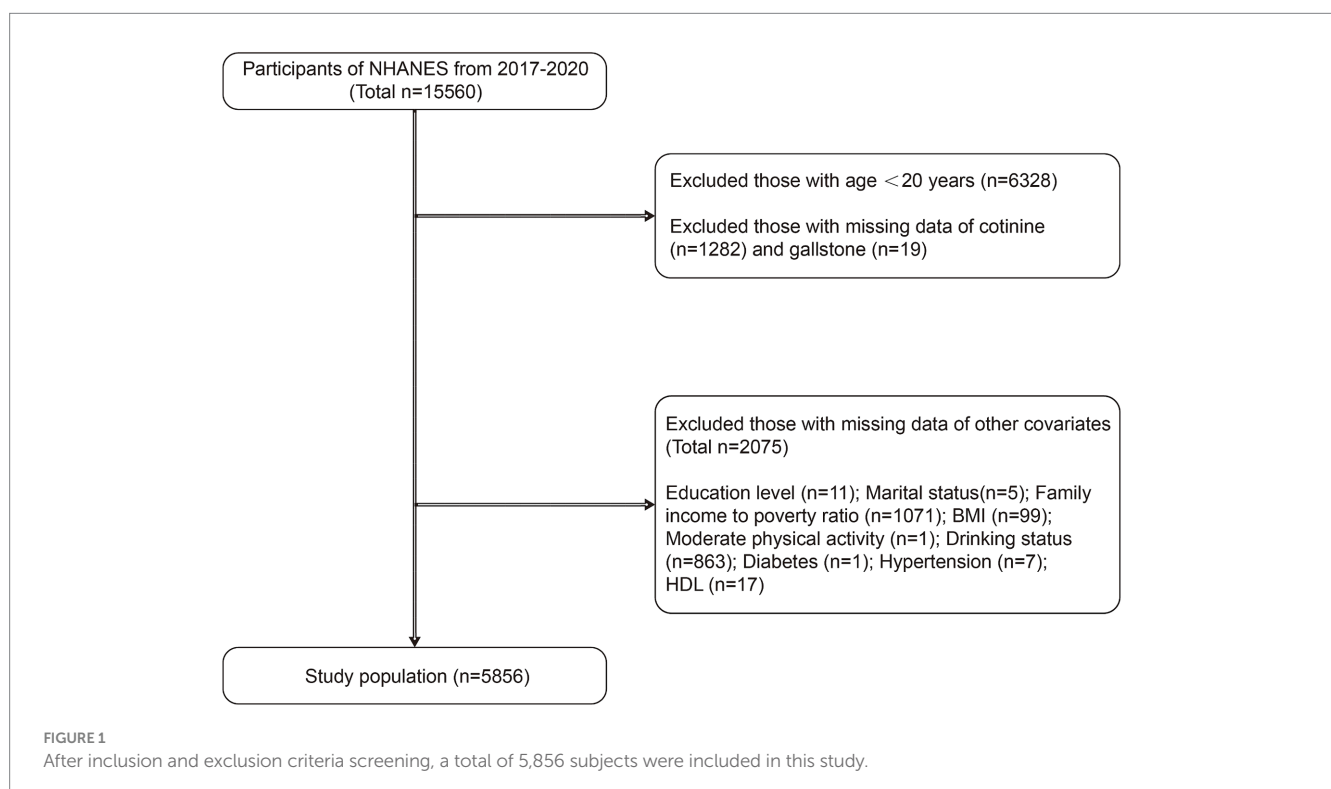 Participants of NHANES from 2017-2020
(Total n=15560)
Excluded those with age <20 years (n=6328)
Excluded those with missing data of cotinine
(n=1282) and gallstone (n=19)
Excluded those with missing data of other covariates
(Total n=2075)
Education level (n=11); Marital status(n=5); Family
income to poverty ratio (n=1071); BMI (n=99);
Moderate physical activity (n=1); Drinking status
(n=863); Diabetes (n=1); Hypertension (n=7);
HDL (n=17)
Study population (n=5856)
FIGURE 1
After inclusion and exclusion criteria screening, a total of 5,856 subjects were included in this study.